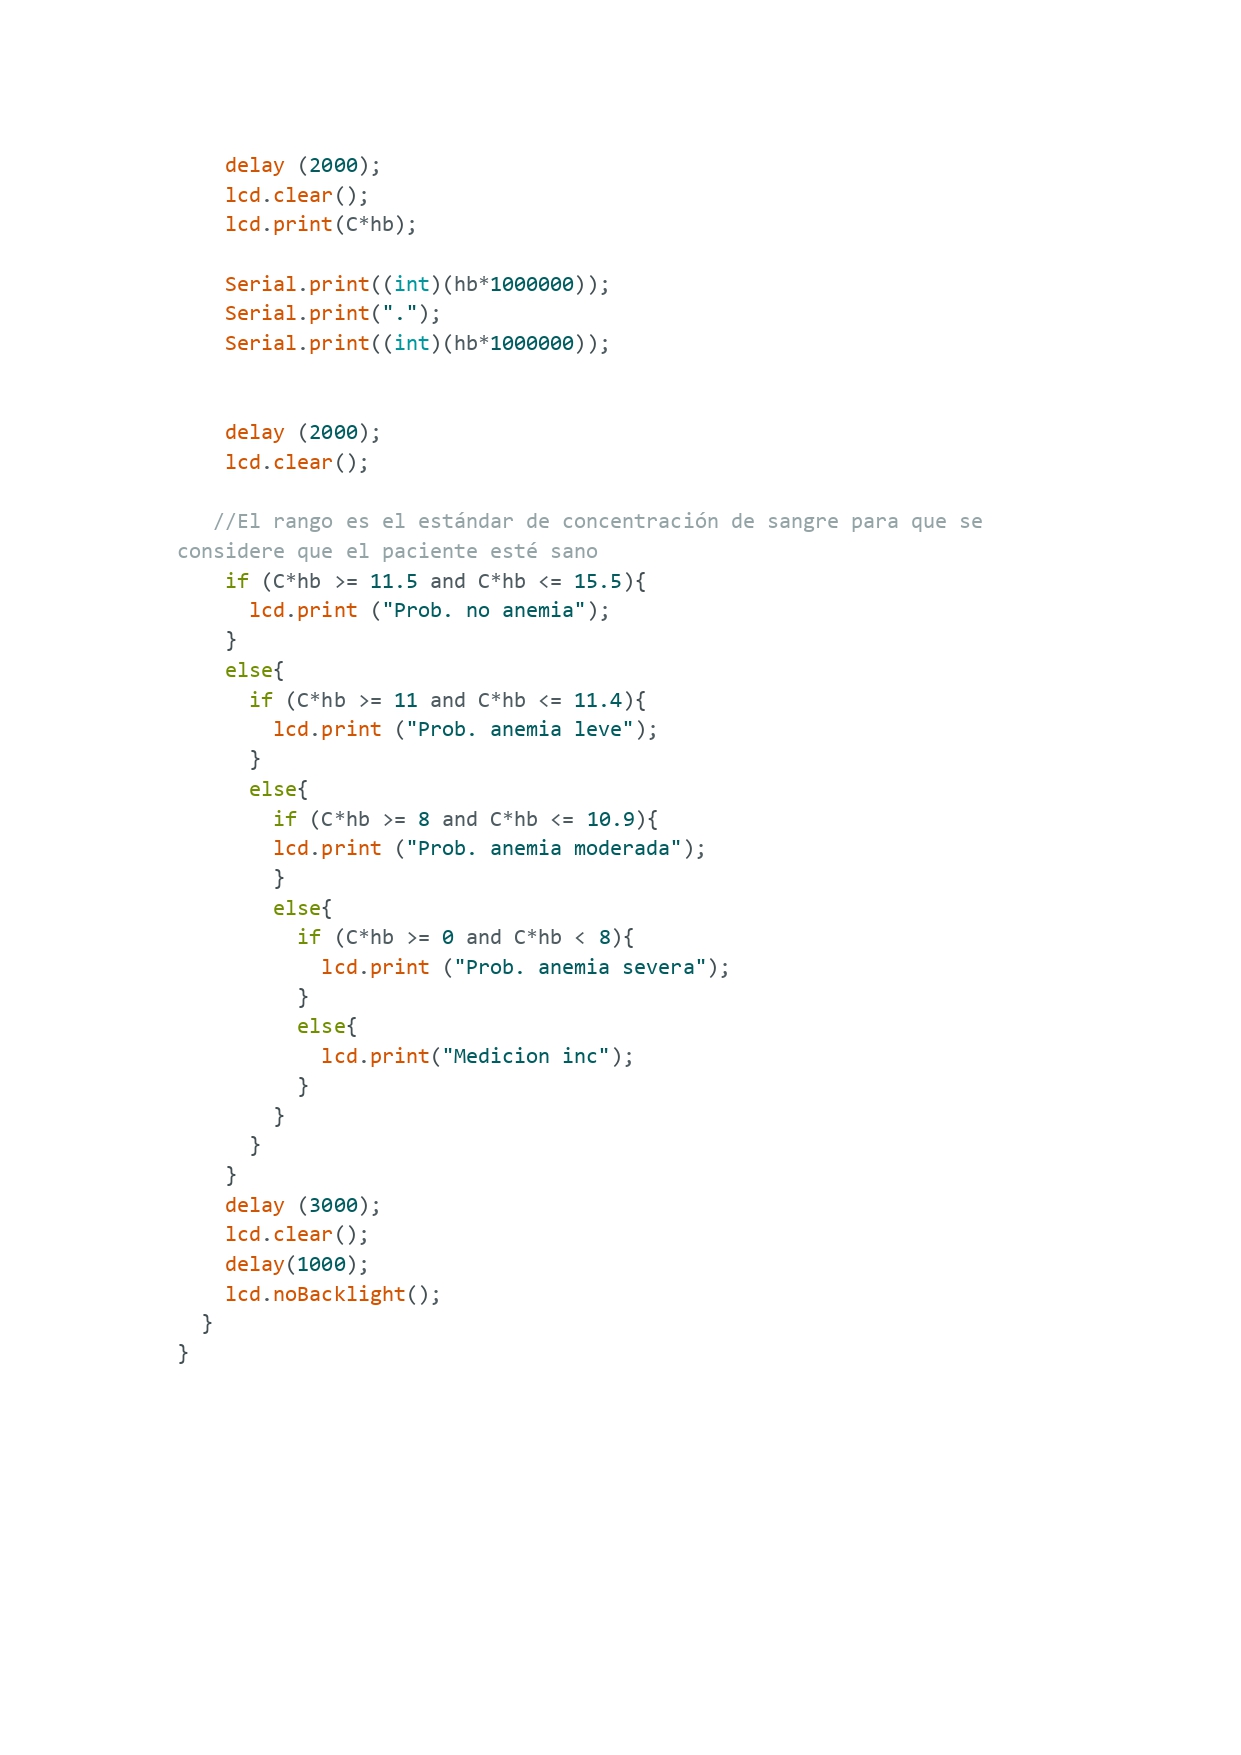 delay (2000);
lcd.clear();
lcd.print(C*hb);
Serial.print((int)(hb*1000000));
Serial.print(".");
Serial.print((int)(hb*1000000));
delay (2000);
lcd.clear();
//El rango es el estándar de concentración de sangre para que se
considere que el paciente esté sano
if (C*hb >= 11.5 and C*hb <= 15.5){
lcd.print ("Prob. no anemia");
}
else{
if (C*hb >= 11 and C*hb <= 11.4){
lcd.print ("Prob. anemia leve");
}
else{
if (C*hb >= 8 and C*hb <= 10.9){
lcd.print ("Prob. anemia moderada");
}
else{
if (C*hb >= 0 and C*hb < 8){
lcd.print ("Prob. anemia severa");
}
else{
lcd.print("Medicion inc");
}
}
}
}
delay (3000);
lcd.clear();
delay(1000);
lcd.noBacklight();
}
}